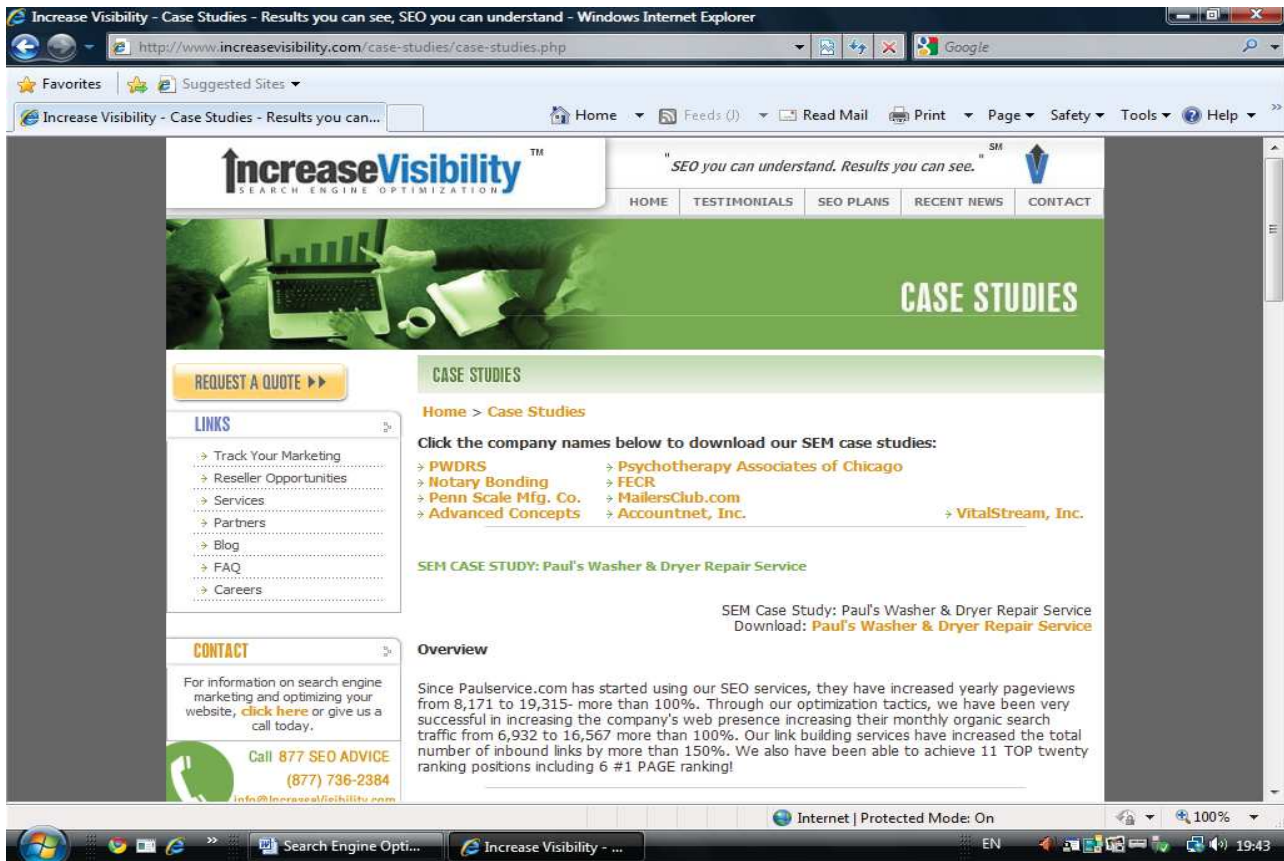 Increase Visibility - Case Studies - Results you can see, SEO you can understand - Windows Internet Explorer
http://www.increasevisibility.com/case-studies/case-studies.php
Google
Favorites
Suggested Sites
Increase Visibility - Case Studies - Results you can...
Home
Feeds (J)
Read Mail
Print
Page
Safety
Tools
Help
IncreaseVisibility ™
SEARCH ENGINE OPTIMIZATION
"SEO you can understand. Results you can see." SM
HOME
TESTIMONIALS
SEO PLANS
RECENT NEWS
CONTACT
CASE STUDIES
REQUEST A QUOTE
LINKS
Track Your Marketing
Reseller Opportunities
Services
Partners
Blog
FAQ
Careers
CONTACT
For information on search engine
marketing and optimizing your
website, click here or give us a
call today.
Call 877 SEO ADVICE
(877) 736-2384
info@IncreaseVisibility.com
CASE STUDIES
Home > Case Studies
Click the company names below to download our SEM case studies:
PWDRS
Psychotherapy Associates of Chicago
Notary Bonding
FECR
Penn Scale Mfg. Co.
MailersClub.com
Advanced Concepts
Accountnet, Inc.
VitalStream, Inc.
SEM CASE STUDY: Paul's Washer & Dryer Repair Service
SEM Case Study: Paul's Washer & Dryer Repair Service
Download: Paul's Washer & Dryer Repair Service
Overview
Since Paulservice.com has started using our SEO services, they have increased yearly pageviews
from 8,171 to 19,315- more than 100%. Through our optimization tactics, we have been very
successful in increasing the company's web presence increasing their monthly organic search
traffic from 6,932 to 16,567 more than 100%. Our link building services have increased the total
number of inbound links by more than 150%. We also have been able to achieve 11 TOP twenty
ranking positions including 6 #1 PAGE ranking!
Internet | Protected Mode: On
100%
Search Engine Opti...
Increase Visibility - ...
EN
19:43